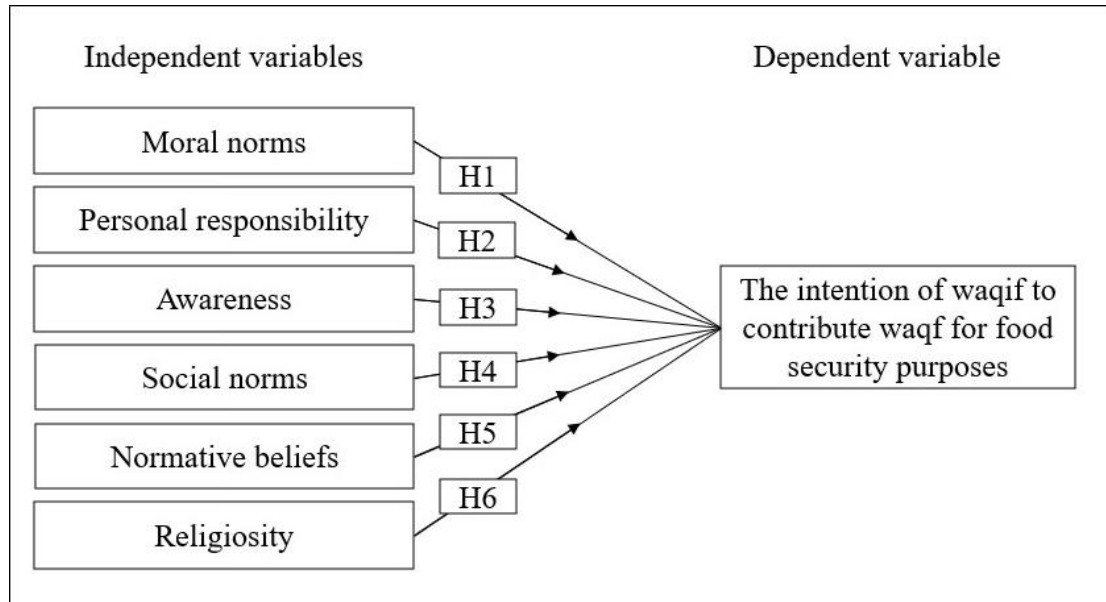 Independent variables
Dependent variable
Moral norms
H1
Personal responsibility
H2
Awareness
H3
Social norms
H4
Normative beliefs
H5
Religiosity
H6
The intention of waqif to
contribute waqf for food
security purposes